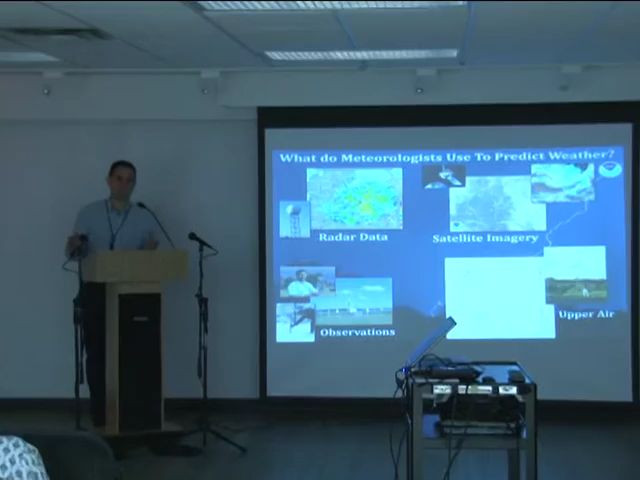 What do Meteorologists Use To Predict Weather?
Radar Data
Satellite Imagery
Observations
Upper Air